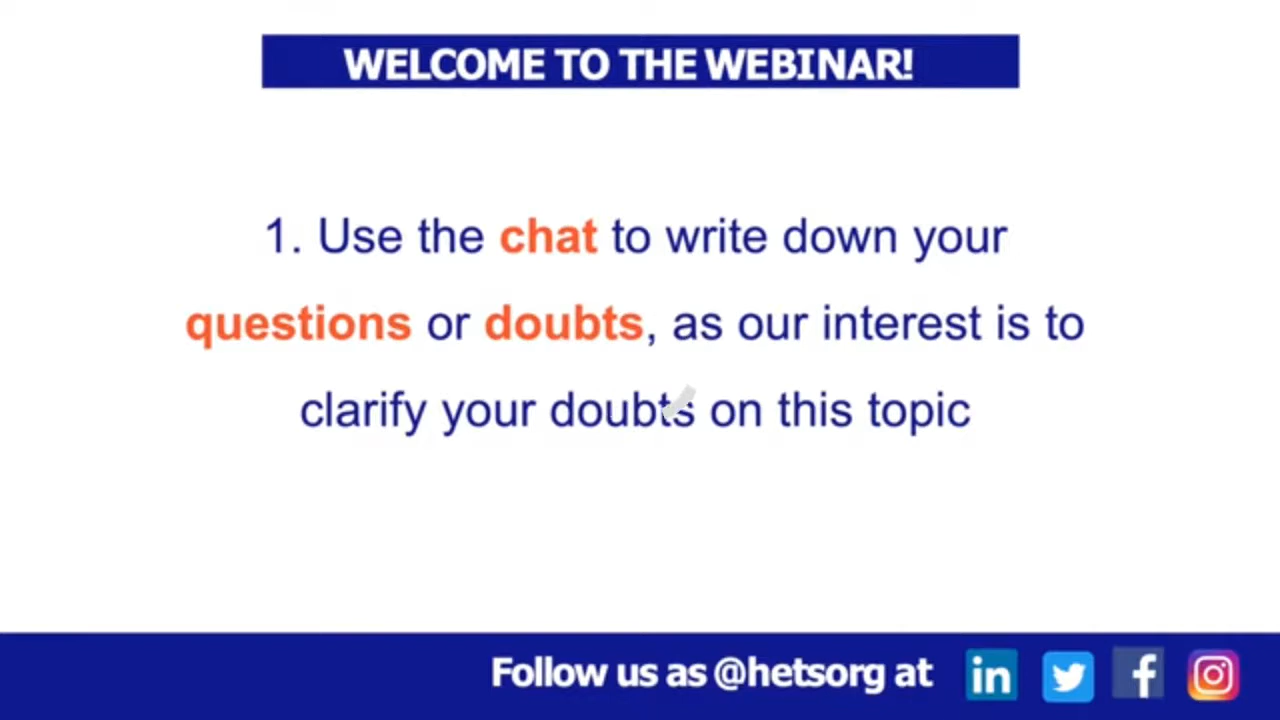 WELCOME TO THE WEBINAR!
1. Use the chat to write down your
questions or doubts, as our interest is to
clarify your doubts on this topic
Follow us as @hetsorg at in f